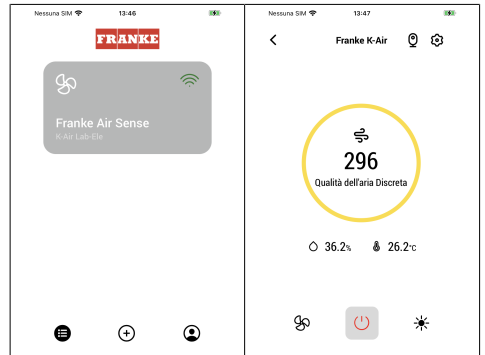 Nessuna SIM 13:46
FRANKE
Franke Air Sense
K-Air Lab-Ele
Nessuna SIM 13:47
Franke K-Air
296
Qualità dell'aria Discreta
36.2% 26.2°C